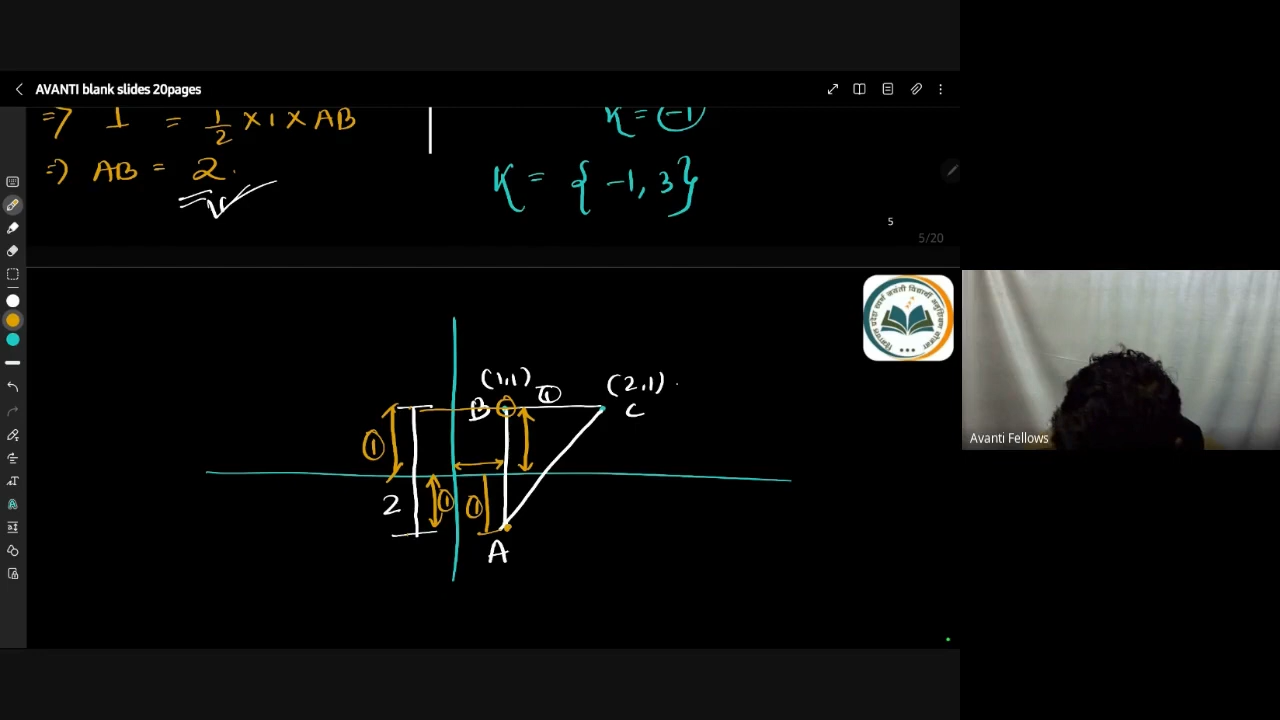 AVANTI blank slides 20pages
=> 1 = 1/2 × 1 × AB
K = -1
=> AB = 2.
K = { -1, 3 }
5
5/20
(1,1)
①
(2,1).
B
C
①
2
①
①
A
Avanti Fellows